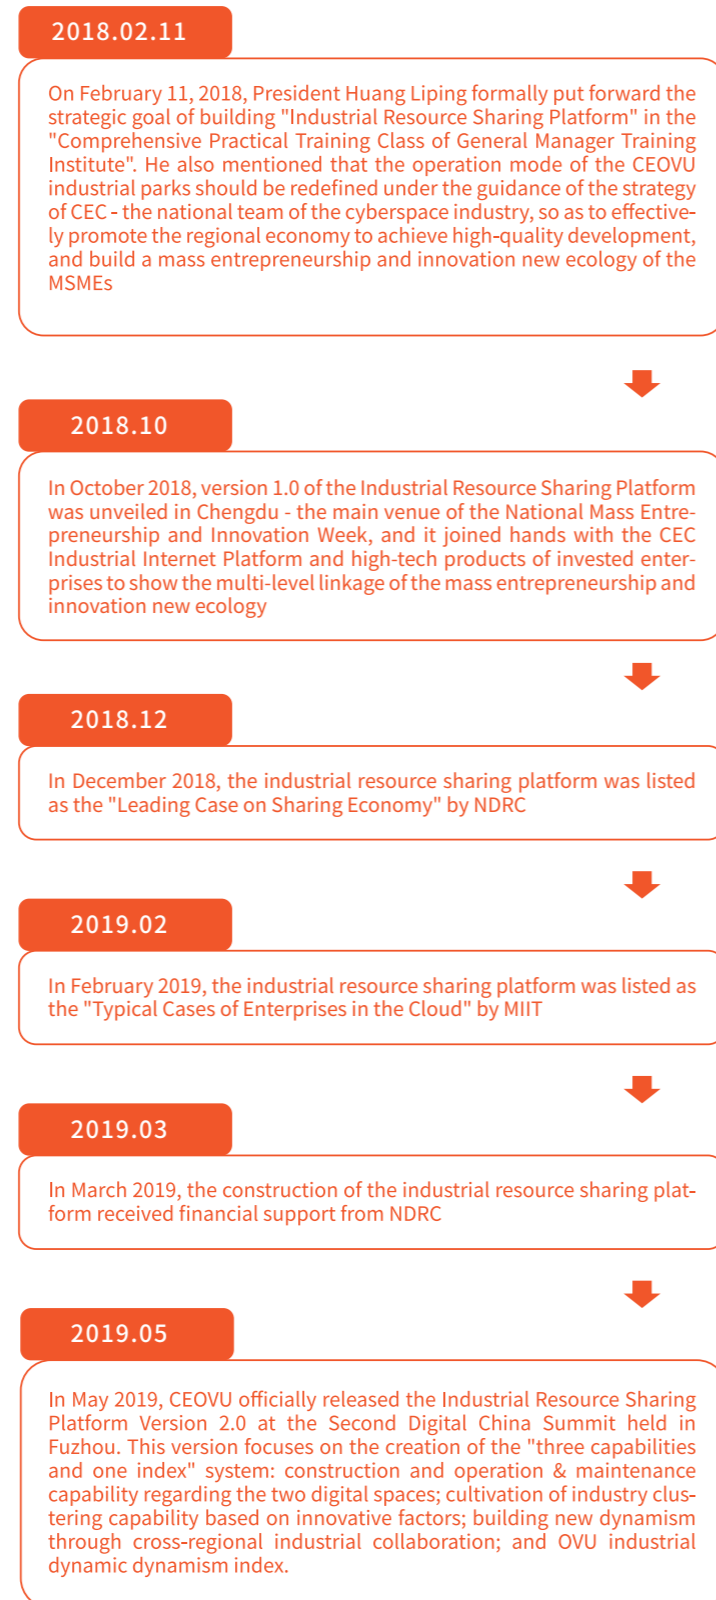 2018.02.11
On February 11, 2018, President Huang Liping formally put forward the
strategic goal of building "Industrial Resource Sharing Platform" in the
"Comprehensive Practical Training Class of General Manager Training
Institute". He also mentioned that the operation mode of the CEOVU
industrial parks should be redefined under the guidance of the strategy
of CEC - the national team of the cyberspace industry, so as to effective-
ly promote the regional economy to achieve high-quality development,
and build a mass entrepreneurship and innovation new ecology of the
MSMEs
2018.10
In October 2018, version 1.0 of the Industrial Resource Sharing Platform
was unveiled in Chengdu - the main venue of the National Mass Entre-
preneurship and Innovation Week, and it joined hands with the CEC
Industrial Internet Platform and high-tech products of invested enter-
prises to show the multi-level linkage of the mass entrepreneurship and
innovation new ecology
2018.12
In December 2018, the industrial resource sharing platform was listed
as the "Leading Case on Sharing Economy" by NDRC
2019.02
In February 2019, the industrial resource sharing platform was listed as
the "Typical Cases of Enterprises in the Cloud" by MIIT
2019.03
In March 2019, the construction of the industrial resource sharing plat-
form received financial support from NDRC
2019.05
In May 2019, CEOVU officially released the Industrial Resource Sharing
Platform Version 2.0 at the Second Digital China Summit held in
Fuzhou. This version focuses on the creation of the "three capabilities
and one index" system: construction and operation & maintenance
capability regarding the two digital spaces; cultivation of industry clus-
tering capability based on innovative factors; building new dynamism
through cross-regional industrial collaboration; and OVU industrial
dynamic dynamism index.